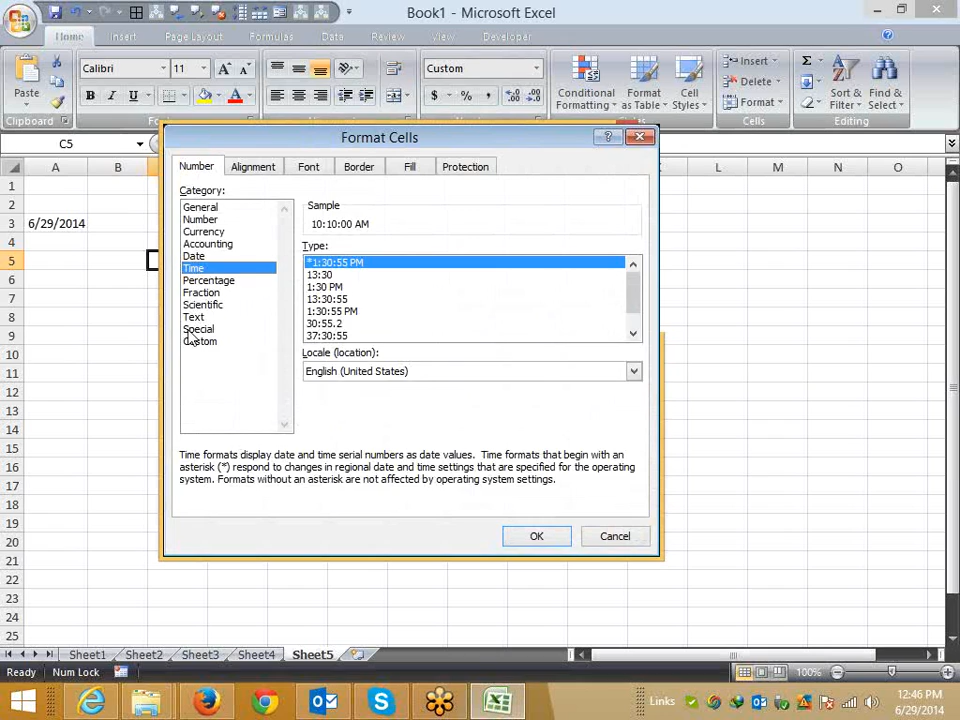 Book1 - Microsoft Excel
Home Insert Page Layout Formulas Data Review View Developer
Paste
Calibri 11 A A
Custom
B I U A
$ % ,
Conditional Formatting
Format as Table
Cell Styles
Insert
Delete
Format
Sort & Filter
Find & Select
Clipboard
Cells
Editing
C5
A B L M N O
1
2
3 6/29/2014
4
5
6
7
8
9
10
11
12
13
14
15
16
17
18
19
20
21
22
23
24
25
Format Cells
Number Alignment Font Border Fill Protection
Category:
General
Number
Currency
Accounting
Date
Time
Percentage
Fraction
Scientific
Text
Special
Custom
Sample
10:10:00 AM
Type:
*1:30:55 PM
13:30
1:30 PM
13:30:55
1:30:55 PM
30:55.2
37:30:55
Locale (location):
English (United States)
Time formats display date and time serial numbers as date values. Time formats that begin with an
asterisk (*) respond to changes in regional date and time settings that are specified for the operating
system. Formats without an asterisk are not affected by operating system settings.
OK Cancel
Sheet1 Sheet2 Sheet3 Sheet4 Sheet5
Ready Num Lock 100%
Links
12:46 PM
6/29/2014